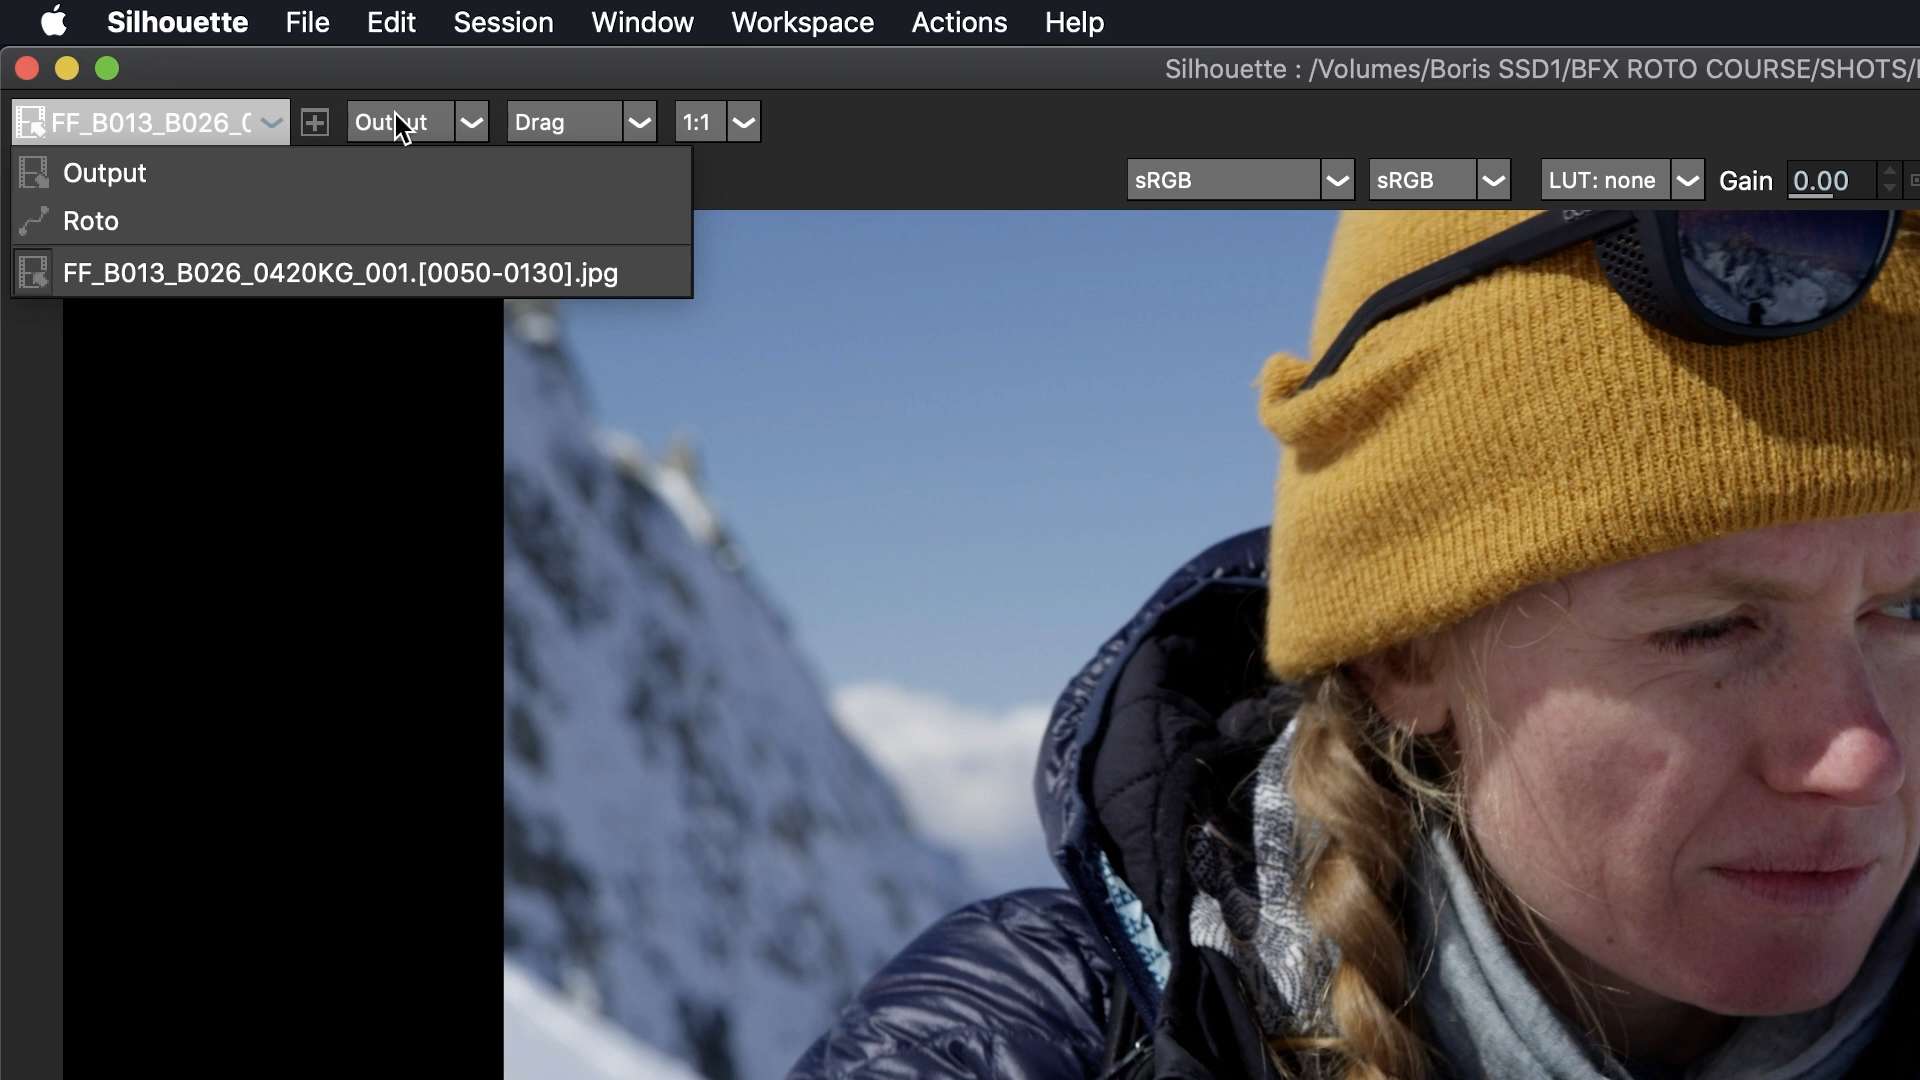 Silhouette File Edit Session Window Workspace Actions Help
Silhouette : /Volumes/Boris SSD1/BFX ROTO COURSE/SHOTS/
FF_B013_B026_0 Output Drag 1:1
Output
sRGB sRGB LUT: none Gain 0.00
Roto
FF_B013_B026_0420KG_001.[0050-0130].jpg